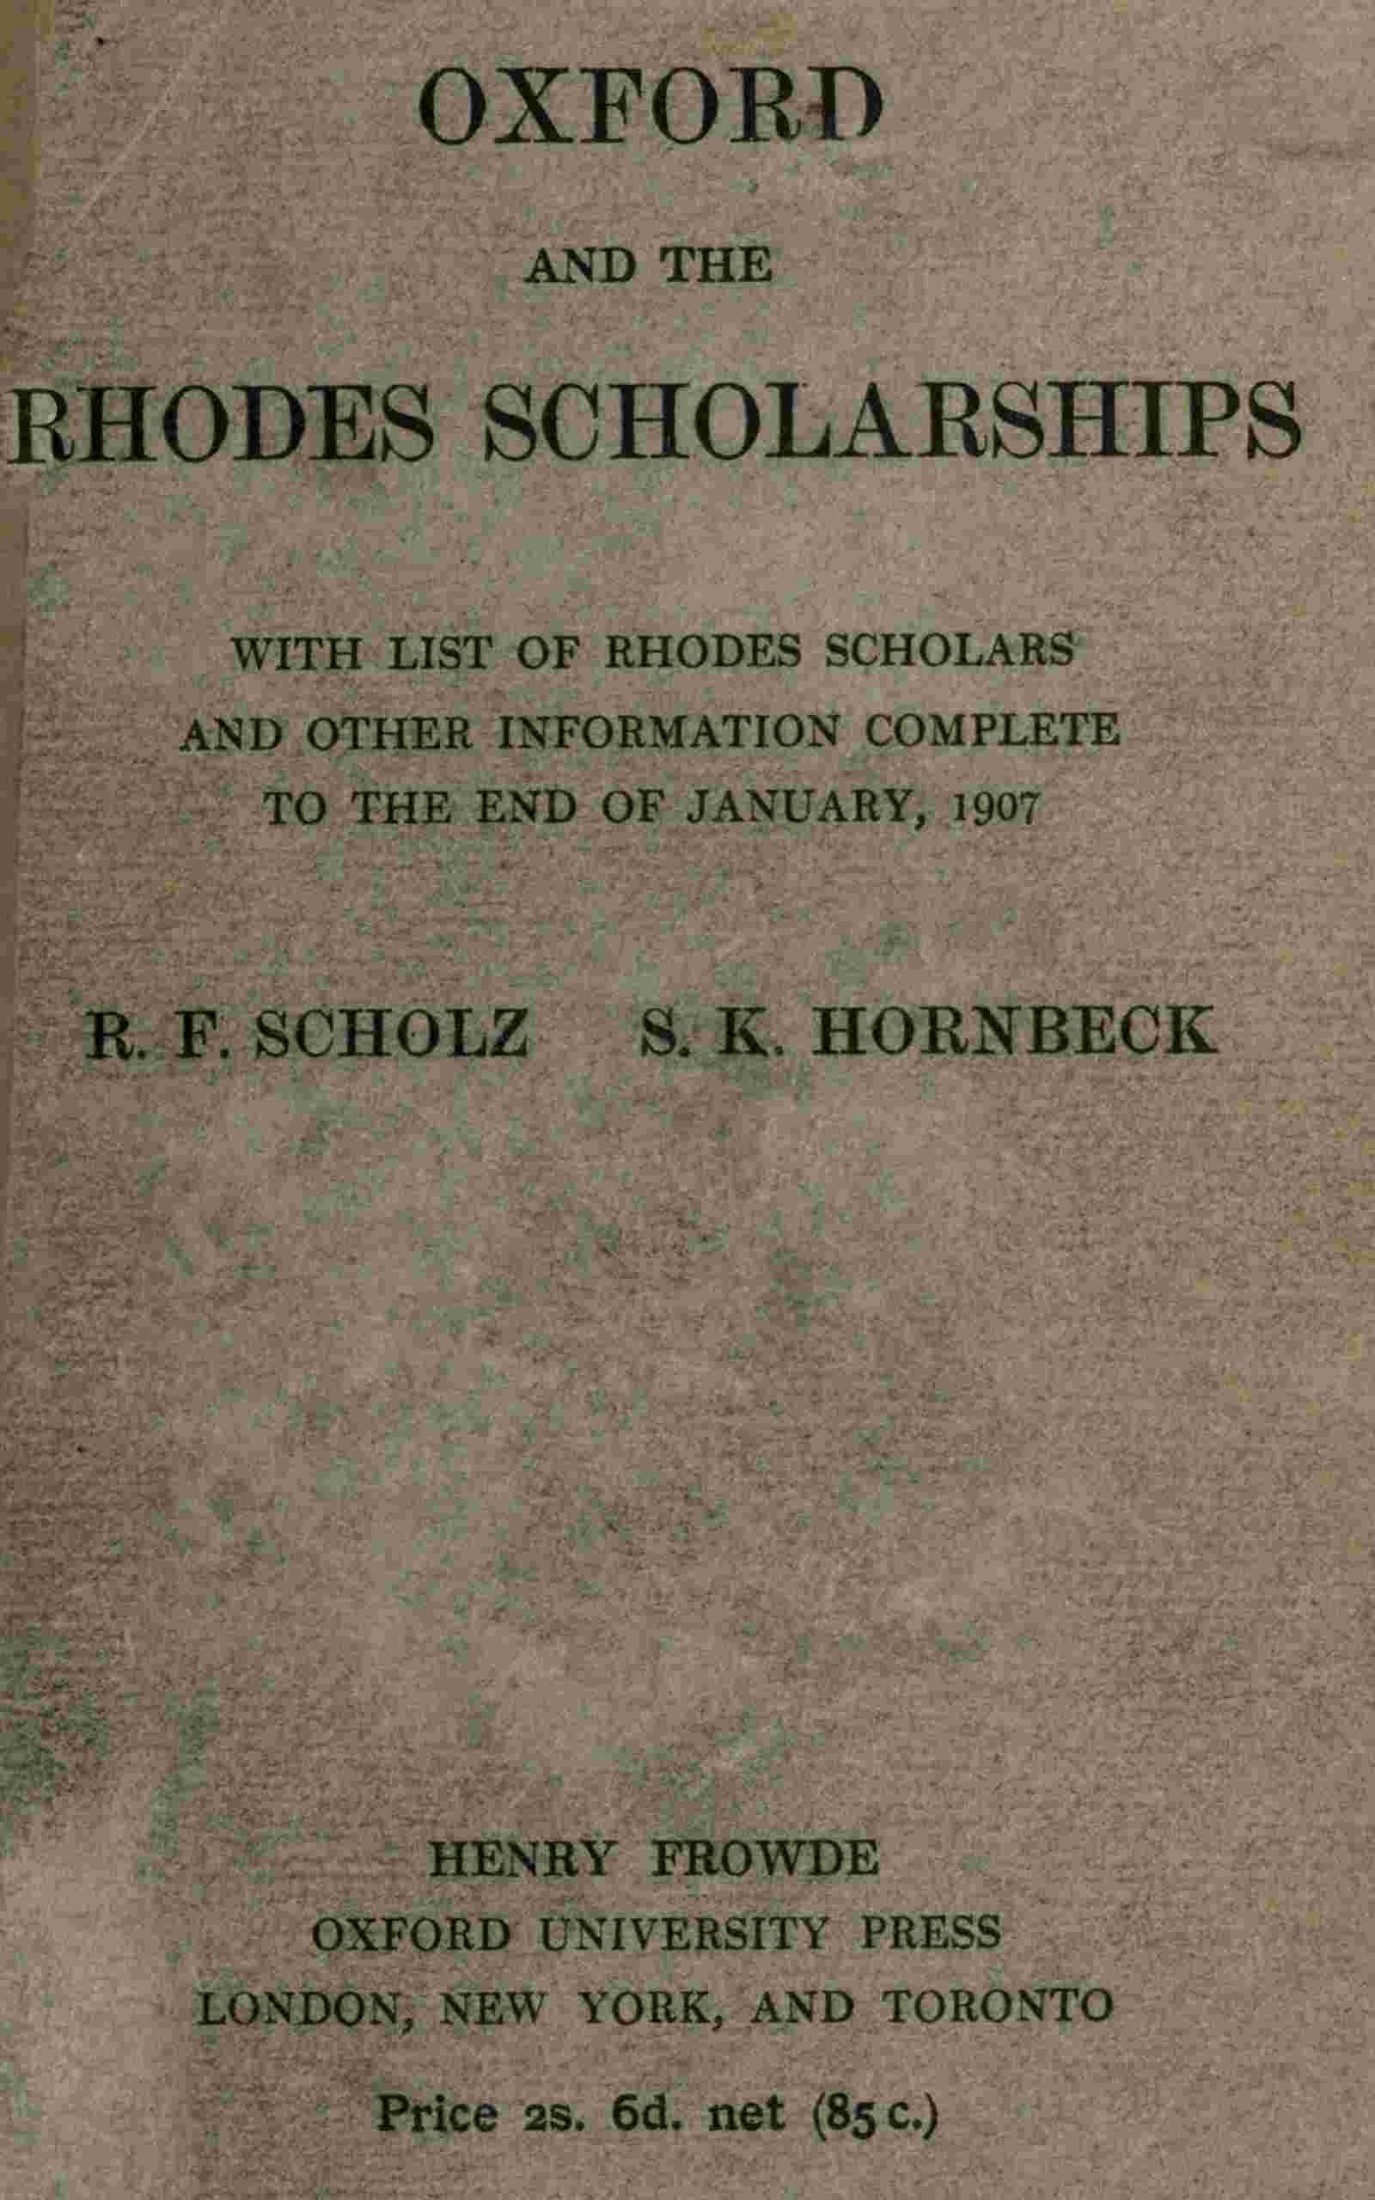 OXFORD
AND THE
RHODES SCHOLARSHIPS
WITH LIST OF RHODES SCHOLARS
AND OTHER INFORMATION COMPLETE
TO THE END OF JANUARY, 1907
R. F. SCHOLZ S. K. HORNBECK
HENRY FROWDE
OXFORD UNIVERSITY PRESS
LONDON, NEW YORK, AND TORONTO
Price 2s. 6d. net (85 c.)